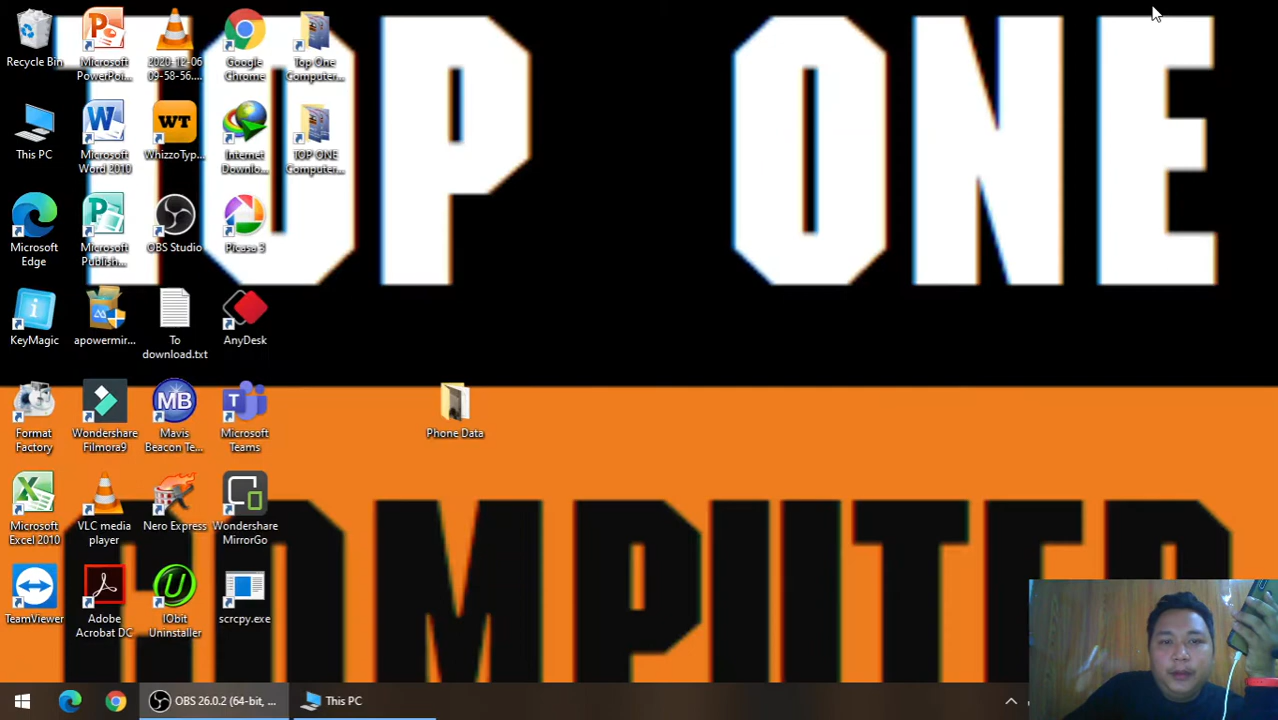 TOP ONE
COMPUTER
Recycle Bin
Microsoft PowerPoi...
2020-12-06 09-58-56....
Google Chrome
Top One Computer...
This PC
Microsoft Word 2010
WT
WhizzoTyp...
Internet Downlo...
TOP ONE Computer...
Microsoft Edge
Microsoft Publish...
OBS Studio
Picasa 3
KeyMagic
apowermir...
To download.txt
AnyDesk
Format Factory
Wondershare Filmora9
MB
Mavis Beacon Te...
Microsoft Teams
Phone Data
Microsoft Excel 2010
VLC media player
Nero Express
Wondershare MirrorGo
TeamViewer
Adobe Acrobat DC
IObit Uninstaller
scrcpy.exe
OBS 26.0.2 (64-bit, ...
This PC